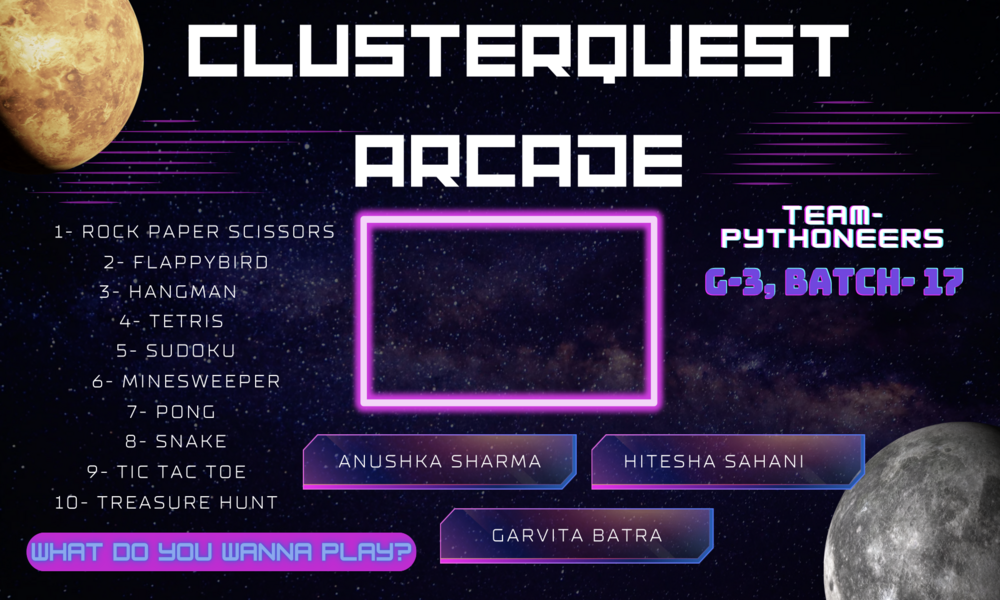 CLUSTERQUEST
ARCADE
1- ROCK PAPER SCISSORS
2- FLAPPYBIRD
3- HANGMAN
4- TETRIS
5- SUDOKU
6- MINESWEEPER
7- PONG
8- SNAKE
9- TIC TAC TOE
10- TREASURE HUNT
WHAT DO YOU WANNA PLAY?
TEAM-
PYTHONEERS
G-3, BATCH- 17
ANUSHKA SHARMA
HITESHA SAHANI
GARVITA BATRA